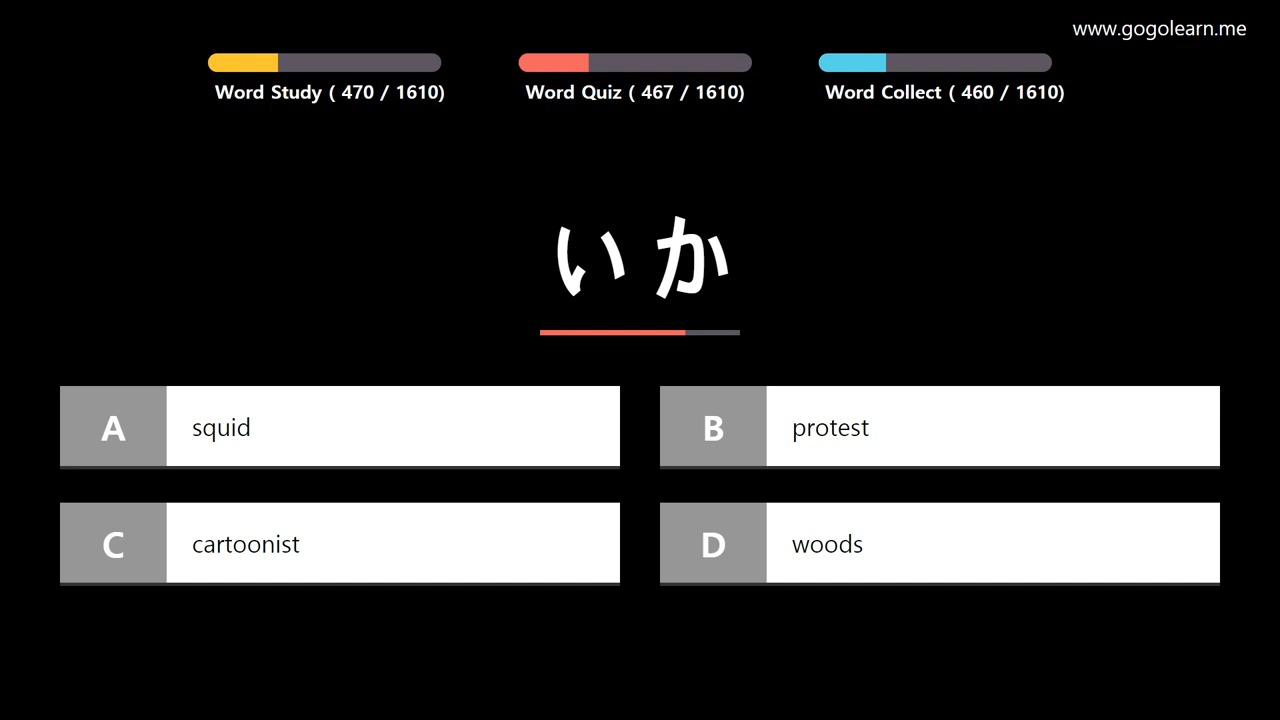 www.gogolearn.me
Word Study ( 470 / 1610)
Word Quiz ( 467 / 1610)
Word Collect ( 460 / 1610)
いか
A squid
B protest
C cartoonist
D woods